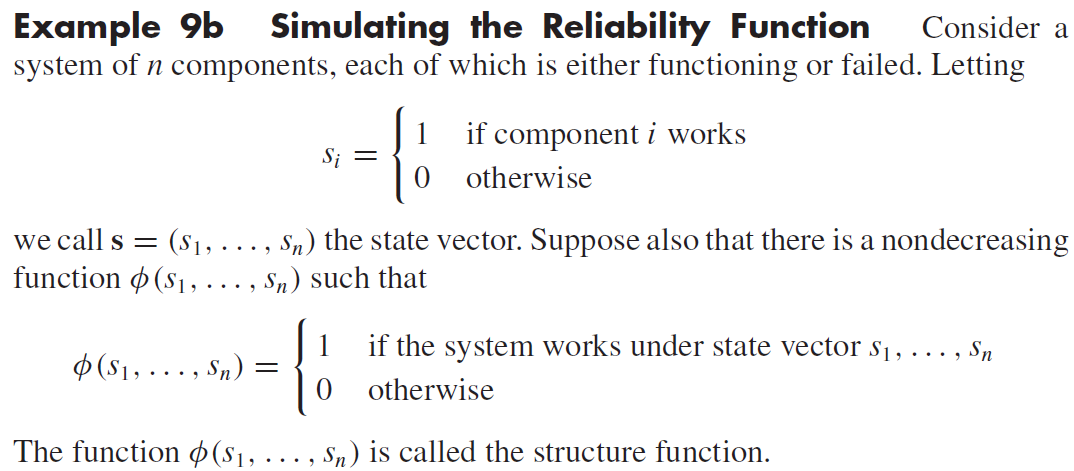 Example 9b Simulating the Reliability Function Consider a
system of n components, each of which is either functioning or failed. Letting
s_i = { 1 if component i works
0 otherwise
we call s = (s_1, . . . , s_n) the state vector. Suppose also that there is a nondecreasing
function ϕ(s_1, . . . , s_n) such that
ϕ(s_1, . . . , s_n) = { 1 if the system works under state vector s_1, . . . , s_n
0 otherwise
The function ϕ(s_1, . . . , s_n) is called the structure function.